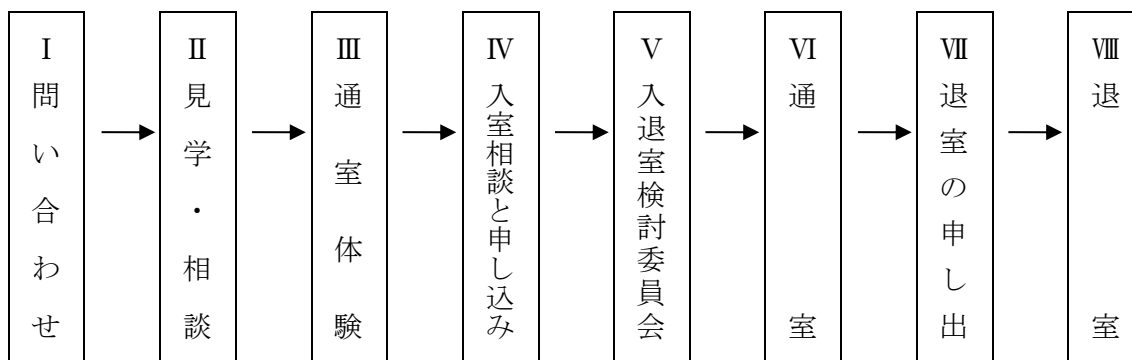 Ⅰ問い合わせ
Ⅱ見学・相談
Ⅲ通室体験
Ⅳ入室相談と申し込み
Ⅴ入退室検討委員会
Ⅵ通室
Ⅶ退室の申し出
Ⅷ退室